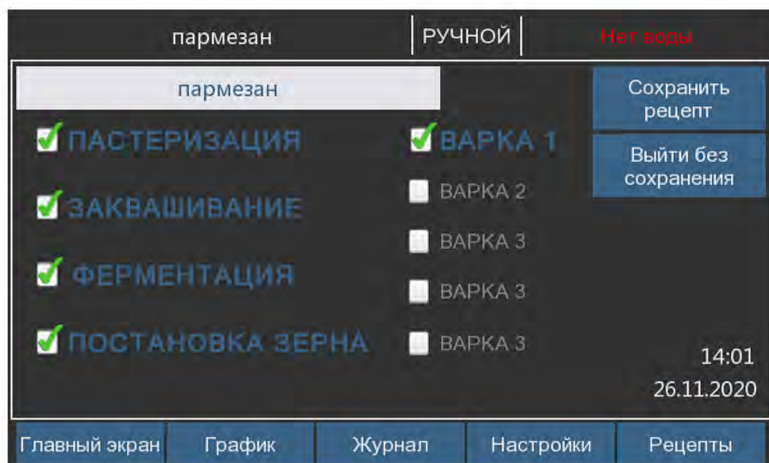 пармезан
РУЧНОЙ
Нет воды
пармезан
Сохранить
рецепт
ПАСТЕРИЗАЦИЯ
ВАРКА 1
Выйти без
сохранения
ЗАКВАШИВАНИЕ
ВАРКА 2
ВАРКА 3
ФЕРМЕНТАЦИЯ
ВАРКА 3
ПОСТАНОВКА ЗЕРНА
ВАРКА 3
14:01
26.11.2020
Главный экран
График
Журнал
Настройки
Рецепты